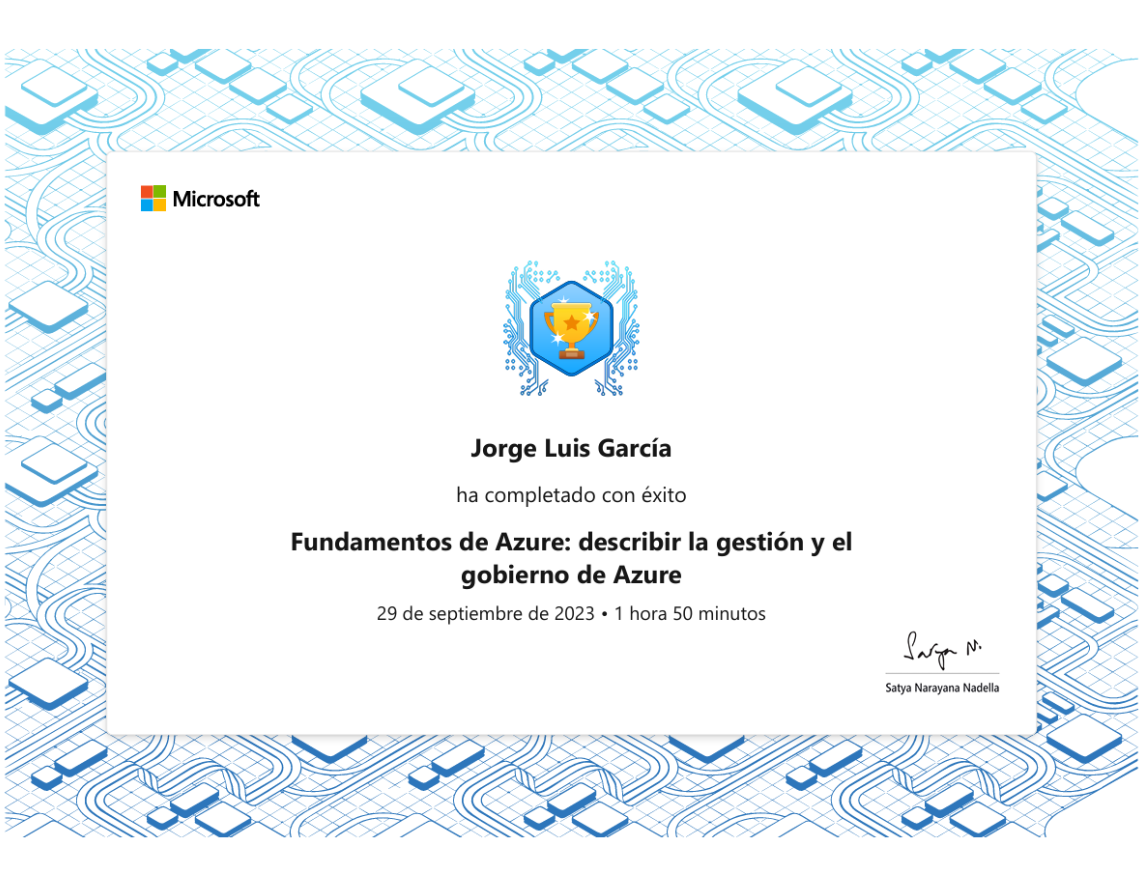 Microsoft
Jorge Luis García
ha completado con éxito
Fundamentos de Azure: describir la gestión y el
gobierno de Azure
29 de septiembre de 2023 • 1 hora 50 minutos
Satya N.
Satya Narayana Nadella